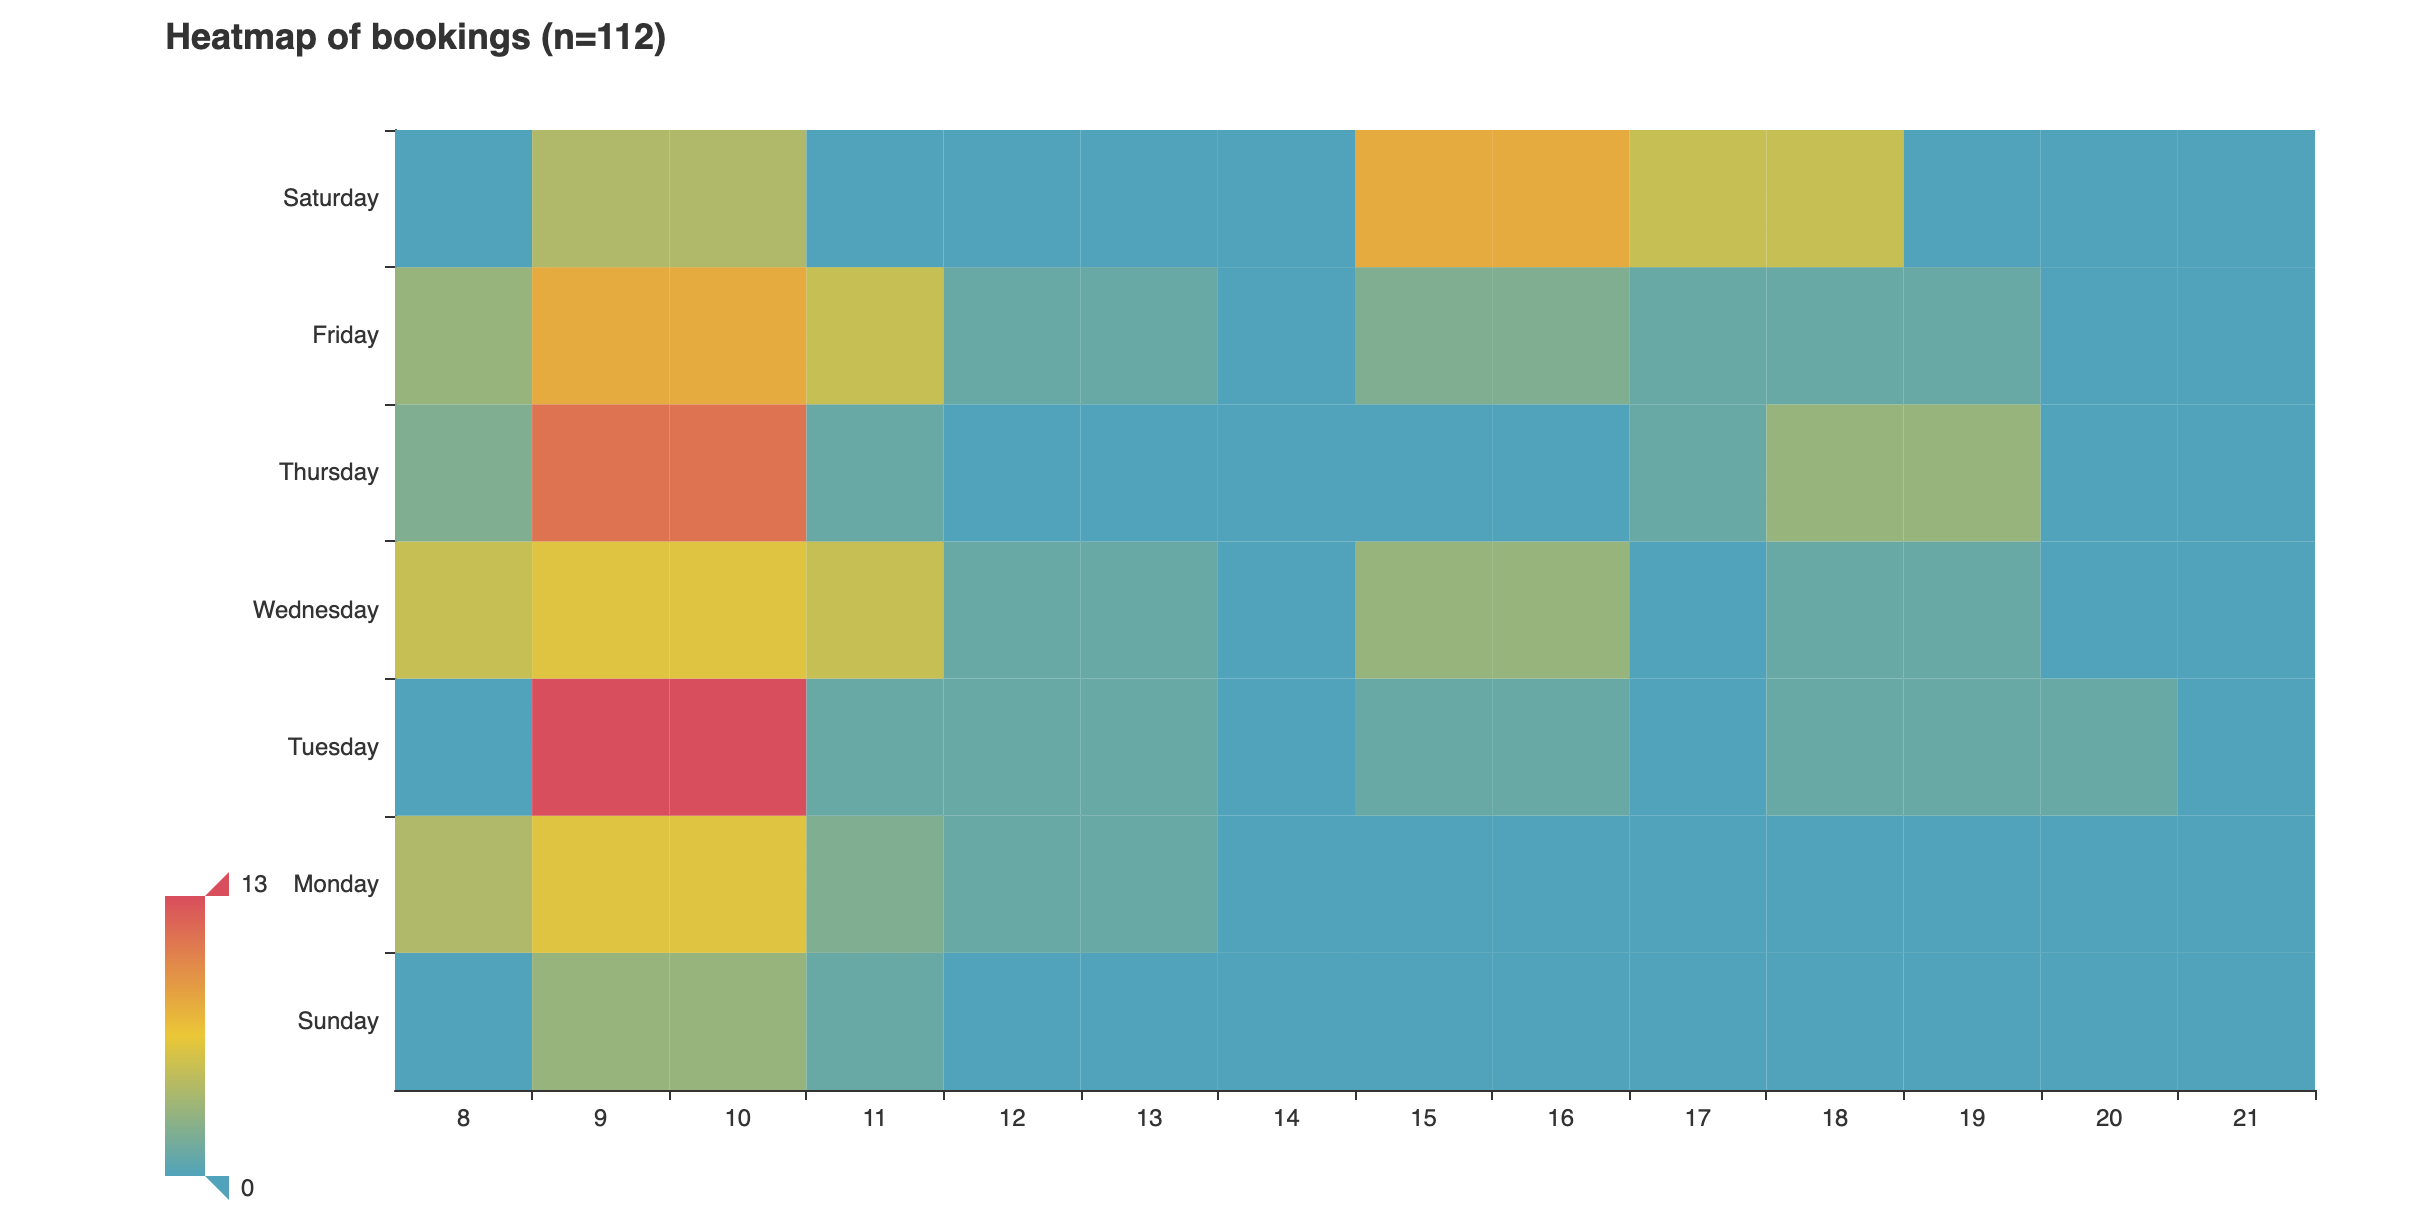 Heatmap of bookings (n=112)
Saturday
Friday
Thursday
Wednesday
Tuesday
Monday
Sunday
13
0
8 9 10 11 12 13 14 15 16 17 18 19 20 21